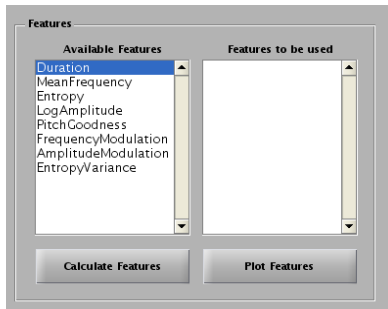 Features
Available Features
Features to be used
Duration
MeanFrequency
Entropy
LogAmplitude
PitchGoodness
FrequencyModulation
AmplitudeModulation
EntropyVariance
Calculate Features
Plot Features